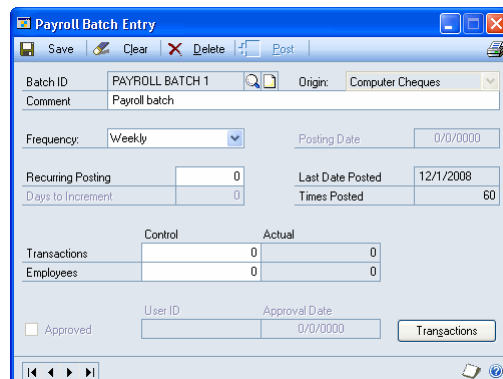 Payroll Batch Entry
Save Clear Delete Post
Batch ID PAYROLL BATCH 1 Origin: Computer Cheques
Comment Payroll batch
Frequency: Weekly Posting Date 0/0/0000
Recurring Posting 0 Last Date Posted 12/1/2008
Days to Increment 0 Times Posted 60
Control Actual
Transactions 0 0
Employees 0 0
User ID Approval Date
Approved 0/0/0000 Transactions